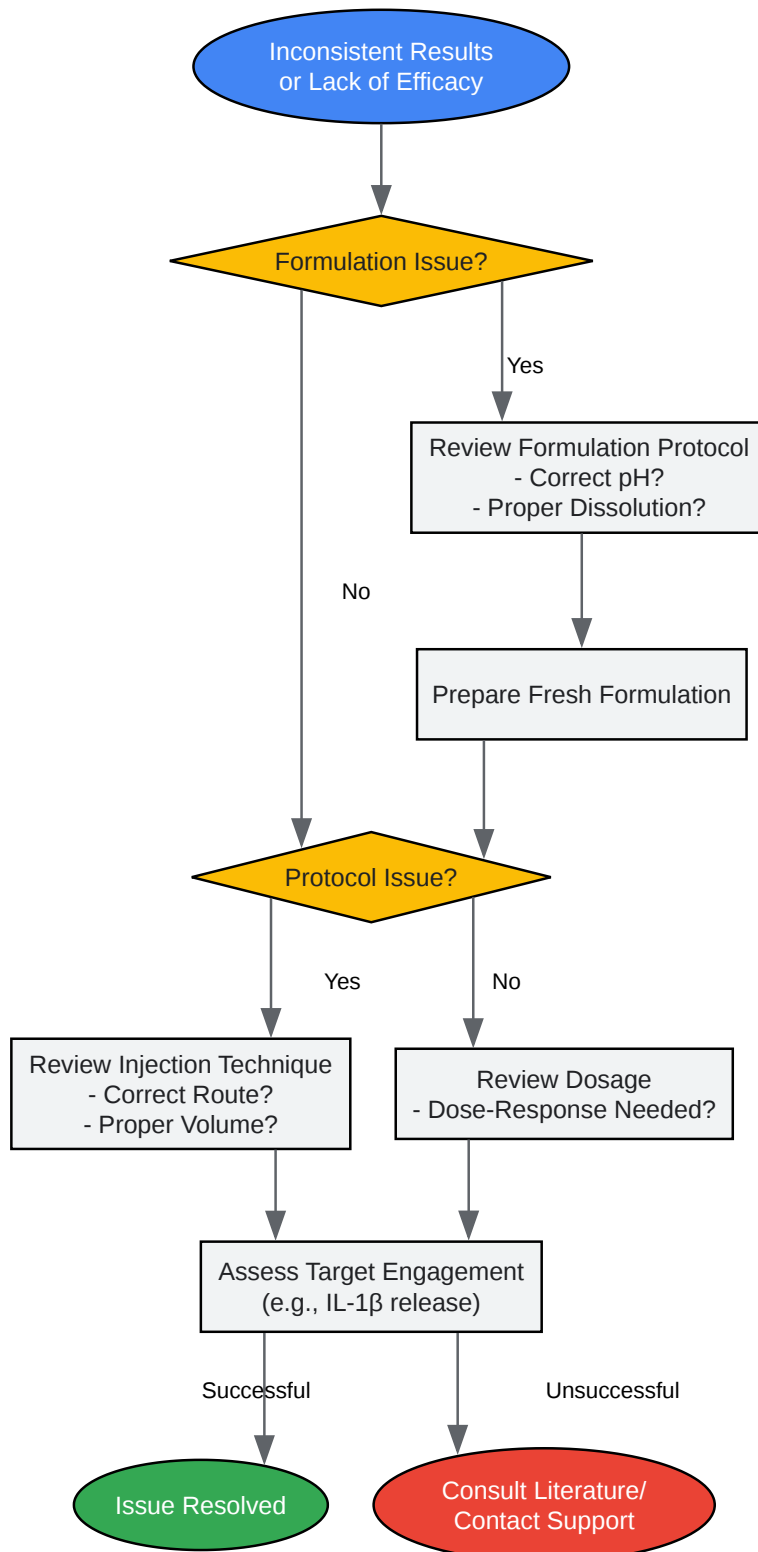 Inconsistent Results
or Lack of Efficacy
Formulation Issue?
Yes
Review Formulation Protocol
- Correct pH?
- Proper Dissolution?
No
Prepare Fresh Formulation
Protocol Issue?
Yes
No
Review Injection Technique
- Correct Route?
- Proper Volume?
Review Dosage
- Dose-Response Needed?
Assess Target Engagement
(e.g., IL-1β release)
Successful
Unsuccessful
Issue Resolved
Consult Literature/
Contact Support